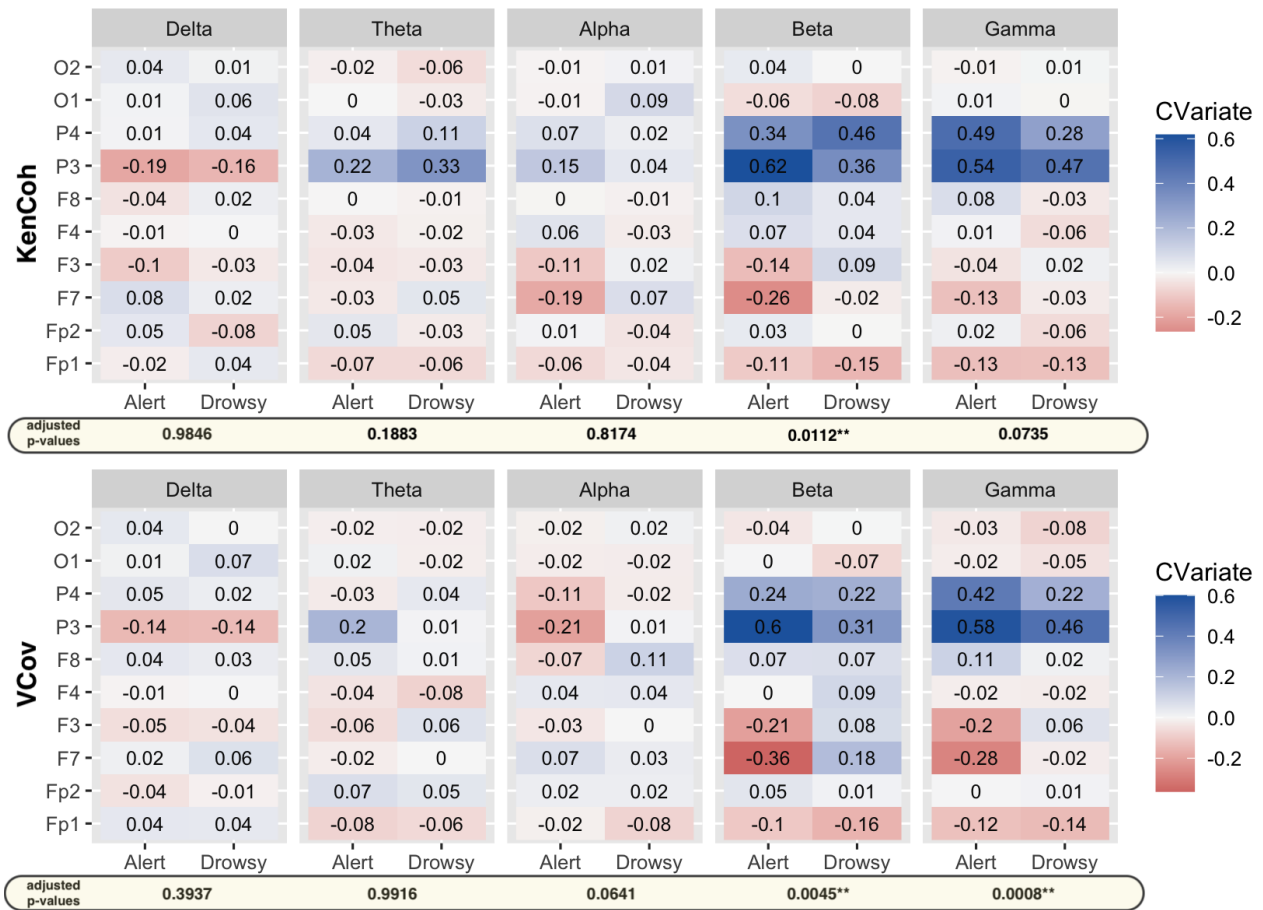 Delta Theta Alpha Beta Gamma
O2 0.04 0.01 -0.02 -0.06 -0.01 0.01 0.04 0 -0.01 0.01
O1 0.01 0.06 0 -0.03 -0.01 0.09 -0.06 -0.08 0.01 0
P4 0.01 0.04 0.04 0.11 0.07 0.02 0.34 0.46 0.49 0.28
P3 -0.19 -0.16 0.22 0.33 0.15 0.04 0.62 0.36 0.54 0.47
F8 -0.04 0.02 0 -0.01 0 -0.01 0.1 0.04 0.08 -0.03
F4 -0.01 0 -0.03 -0.02 0.06 -0.03 0.07 0.04 0.01 -0.06
F3 -0.1 -0.03 -0.04 -0.03 -0.11 0.02 -0.14 0.09 -0.04 0.02
F7 0.08 0.02 -0.03 0.05 -0.19 0.07 -0.26 -0.02 -0.13 -0.03
Fp2 0.05 -0.08 0.05 -0.03 0.01 -0.04 0.03 0 0.02 -0.06
Fp1 -0.02 0.04 -0.07 -0.06 -0.06 -0.04 -0.11 -0.15 -0.13 -0.13
Alert Drowsy Alert Drowsy Alert Drowsy Alert Drowsy Alert Drowsy
KenCoh
CVariate
0.6
0.4
0.2
0.0
-0.2
adjusted
p-values
0.9846 0.1883 0.8174 0.0112** 0.0735
Delta Theta Alpha Beta Gamma
O2 0.04 0 -0.02 -0.02 -0.02 0.02 -0.04 0 -0.03 -0.08
O1 0.01 0.07 0.02 -0.02 -0.02 -0.02 0 -0.07 -0.02 -0.05
P4 0.05 0.02 -0.03 0.04 -0.11 -0.02 0.24 0.22 0.42 0.22
P3 -0.14 -0.14 0.2 0.01 -0.21 0.01 0.6 0.31 0.58 0.46
F8 0.04 0.03 0.05 0.01 -0.07 0.11 0.07 0.07 0.11 0.02
F4 -0.01 0 -0.04 -0.08 0.04 0.04 0 0.09 -0.02 -0.02
F3 -0.05 -0.04 -0.06 0.06 -0.03 0 -0.21 0.08 -0.2 0.06
F7 0.02 0.06 -0.02 0 0.07 0.03 -0.36 0.18 -0.28 -0.02
Fp2 -0.04 -0.01 0.07 0.05 0.02 0.02 0.05 0.01 0 0.01
Fp1 0.04 0.04 -0.08 -0.06 -0.02 -0.08 -0.1 -0.16 -0.12 -0.14
Alert Drowsy Alert Drowsy Alert Drowsy Alert Drowsy Alert Drowsy
VCov
CVariate
0.6
0.4
0.2
0.0
-0.2
adjusted
p-values
0.3937 0.9916 0.0641 0.0045** 0.0008**